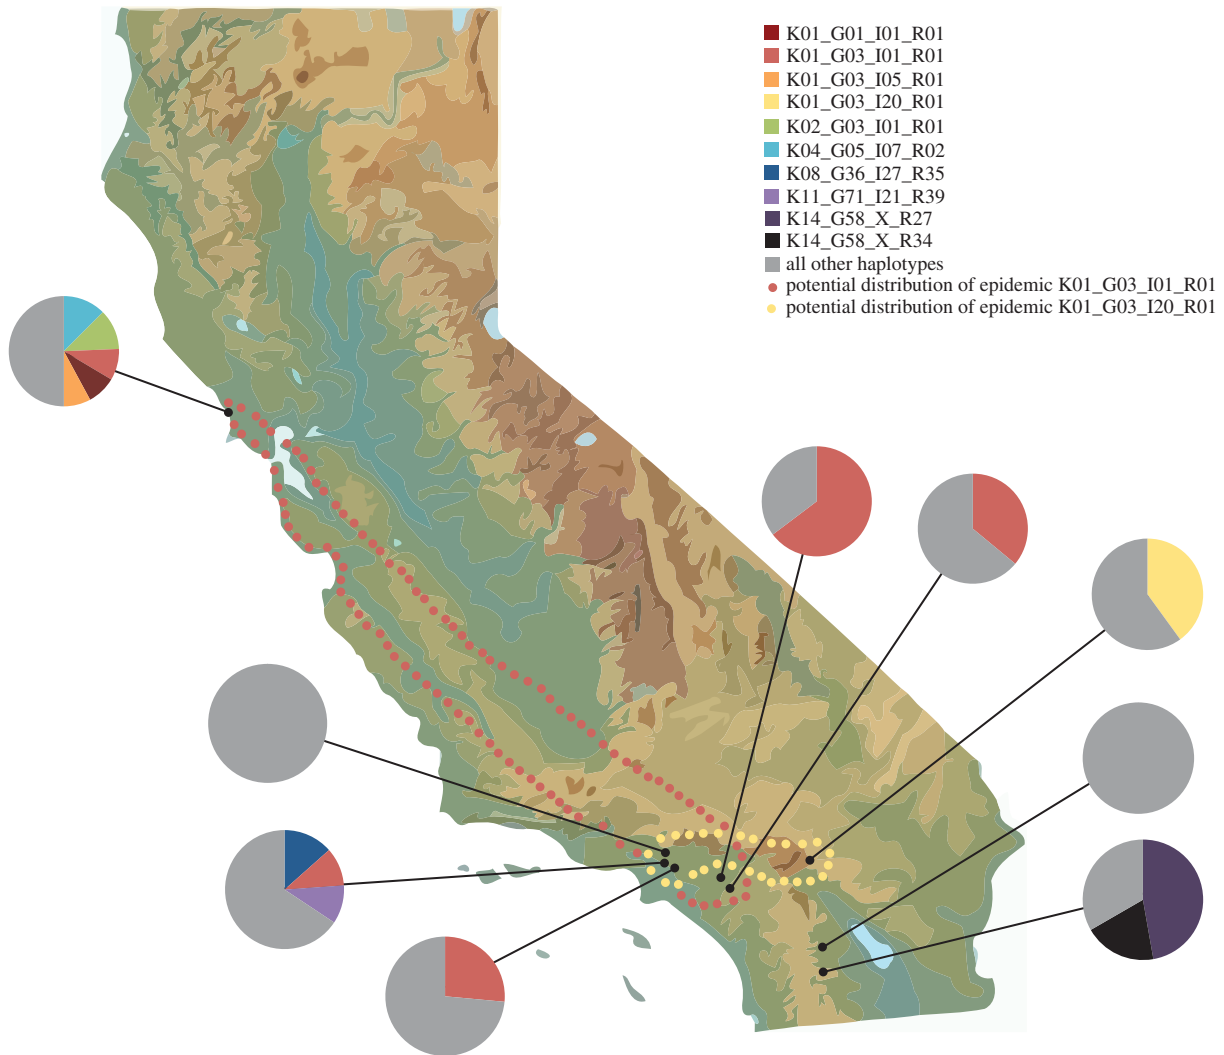 K01_G01_I01_R01
K01_G03_I01_R01
K01_G03_I05_R01
K01_G03_I20_R01
K02_G03_I01_R01
K04_G05_I07_R02
K08_G36_I27_R35
K11_G71_I21_R39
K14_G58_X_R27
K14_G58_X_R34
all other haplotypes
potential distribution of epidemic K01_G03_I01_R01
potential distribution of epidemic K01_G03_I20_R01